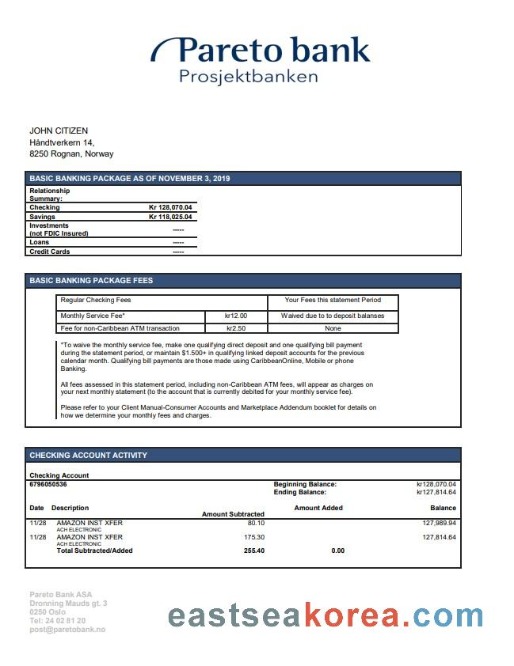 Pareto bank
Prosjektbanken
JOHN CITIZEN
Håndtverkern 14,
8250 Rognan, Norway
BASIC BANKING PACKAGE AS OF NOVEMBER 3, 2019
Relationship
Summary:
Checking Kr 128,070.04
Savings Kr 118,025.04
Investments
(not FDIC Insured) -----
Loans -----
Credit Cards -----
BASIC BANKING PACKAGE FEES
Regular Checking Fees Your Fees this statement Period
Monthly Service Fee* kr12.00 Waived due to to deposit balanses
Fee for non-Caribbean ATM transaction kr2.50 None
*To waive the monthly service fee, make one qualifying direct deposit and one qualifying bill payment
during the statement period, or maintain $1.500+ in qualifying linked deposit accounts for the previous
calendar month. Qualifying bill payments are those made using CaribbeanOnline, Mobile or phone
Banking.
All fees assessed in this statement period, including non-Caribbean ATM fees, will appear as charges on
your next monthly statement (to the account that is currently debited for your monthly service fee).
Please refer to your Client Manual-Consumer Accounts and Marketplace Addendum booklet for details on
how we determine your monthly fees and charges.
CHECKING ACCOUNT ACTIVITY
Checking Account
6796050536 Beginning Balance: kr128,070.04
Ending Balance: kr127,814.64
Date Description Amount Subtracted Amount Added Balance
11/28 AMAZON INST XFER 80.10 127,989.94
ACH ELECTRONIC
11/28 AMAZON INST XFER 175.30 127,814.64
ACH ELECTRONIC
Total Subtracted/Added 255.40 0.00
Pareto Bank ASA
Dronning Mauds gt. 3
0250 Oslo
Tel: 24 02 81 20
post@paretobank.no
eastseakorea.com